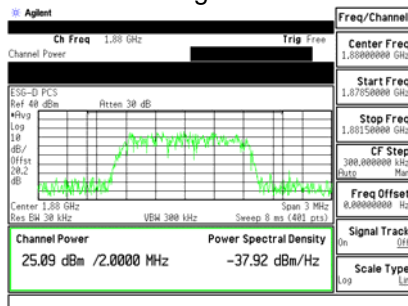 Agilent
Freq/Channel
Ch Freq 1.88 GHz Trig Free
Channel Power
Center Freq
1.88000000 GHz
Start Freq
1.87850000 GHz
Stop Freq
1.88150000 GHz
CF Step
300.000000 kHz
Auto Man
Freq Offset
0.00000000 Hz
Signal Track
On Off
Scale Type
Log Lin
ESG-D PCS
Ref 40 dBm Atten 30 dB
#Avg
Log
10
dB/
Offst
20.2
dB
Center 1.88 GHz Span 3 MHz
Res BW 30 kHz VBW 300 kHz Sweep 8 ms (401 pts)
Channel Power Power Spectral Density
25.09 dBm /2.0000 MHz -37.92 dBm/Hz